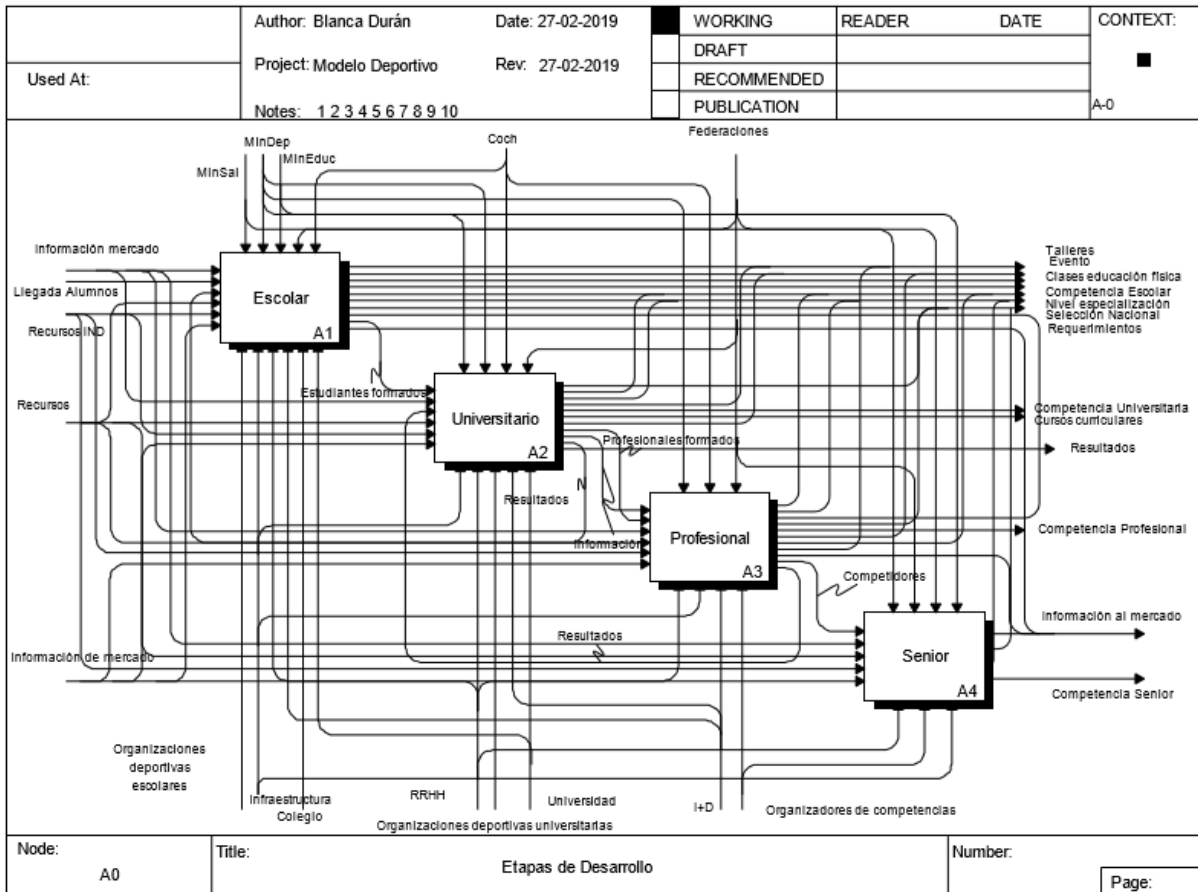 Author: Blanca Durán
Date: 27-02-2019
WORKING
READER
DATE
CONTEXT:
DRAFT
Used At:
Project: Modelo Deportivo
Rev: 27-02-2019
RECOMMENDED
Notes: 1 2 3 4 5 6 7 8 9 10
PUBLICATION
A-0
Federaciones
MinDep
Coch
MinEduc
MinSal
Información mercado
Talleres
Evento
Clases educación física
Llegada Alumnos
Escolar
Competencia Escolar
Nivel especialización
Selección Nacional
Recursos IND
A1
Requerimientos
Estudiantes formados
Recursos
Universitario
Competencia Universitaria
Cursos curriculares
Profesionales formados
A2
Resultados
Resultados
Profesional
Competencia Profesional
Información
A3
Competidores
Información al mercado
Resultados
Información de mercado
Senior
A4
Competencia Senior
Organizaciones
deportivas
escolares
Infraestructura
RRHH
Universidad
I+D
Organizadores de competencias
Colegio
Organizaciones deportivas universitarias
Node:
A0
Title:
Etapas de Desarrollo
Number:
Page: